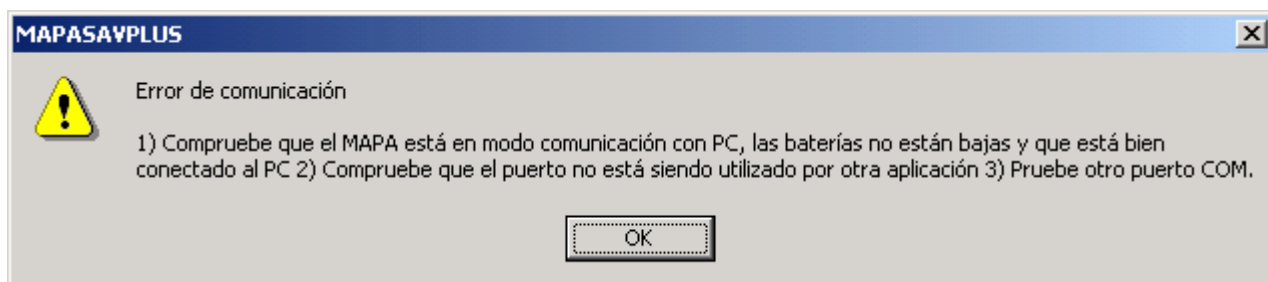 MAPASAVPLUS
Error de comunicación
1) Compruebe que el MAPA está en modo comunicación con PC, las baterías no están bajas y que está bien
conectado al PC 2) Compruebe que el puerto no está siendo utilizado por otra aplicación 3) Pruebe otro puerto COM.
OK